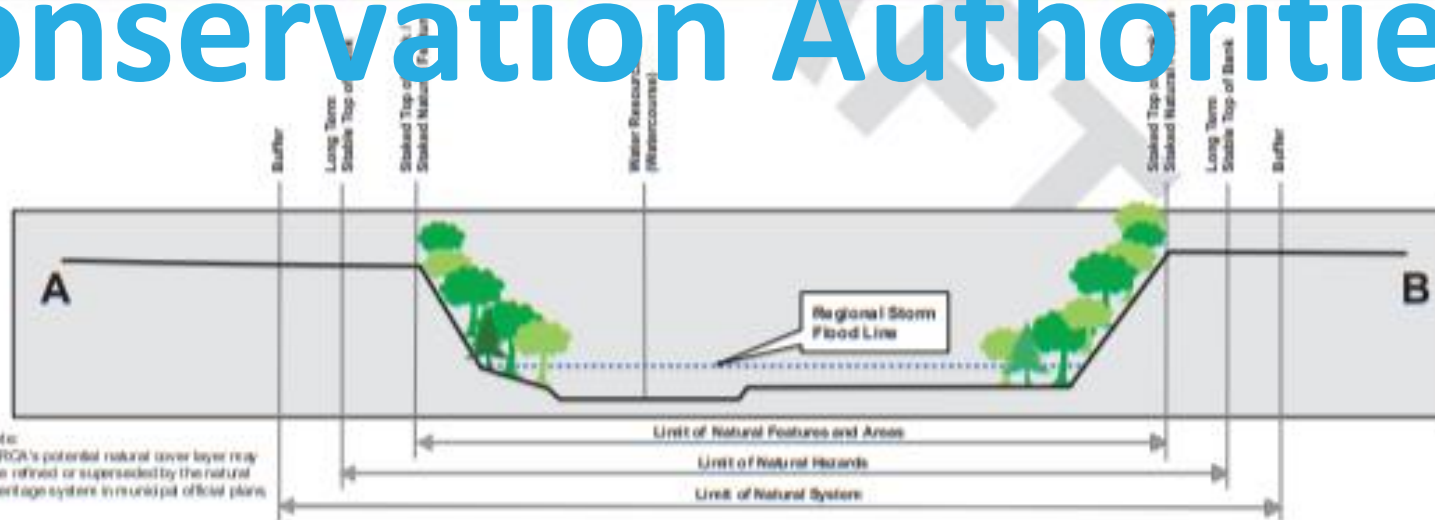 onservation Authoritie
Buffer
Long Term
Stable Top of Bank
Staked Top of
Staked Natural
Water
(Watercourse)
Staked Top of
Staked Natural
Long Term
Stable Top of Bank
Buffer
A
B
Regional Storm
Flood Line
Limit of Natural Features and Areas
Limit of Natural Hazards
Limit of Natural System
RCA's potential natural cover layer may
refined or superseded by the natural
heritage system in municipal official plans